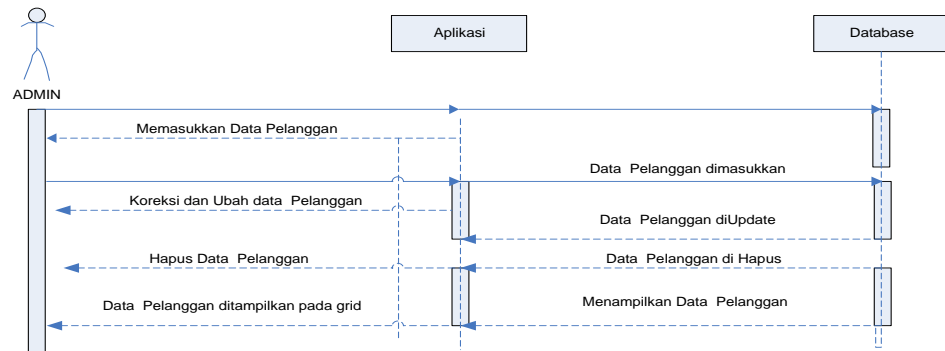 Aplikasi
Database
ADMIN
Memasukkan Data Pelanggan
Data Pelanggan dimasukkan
Koreksi dan Ubah data Pelanggan
Data Pelanggan diUpdate
Hapus Data Pelanggan
Data Pelanggan di Hapus
Data Pelanggan ditampilkan pada grid
Menampilkan Data Pelanggan